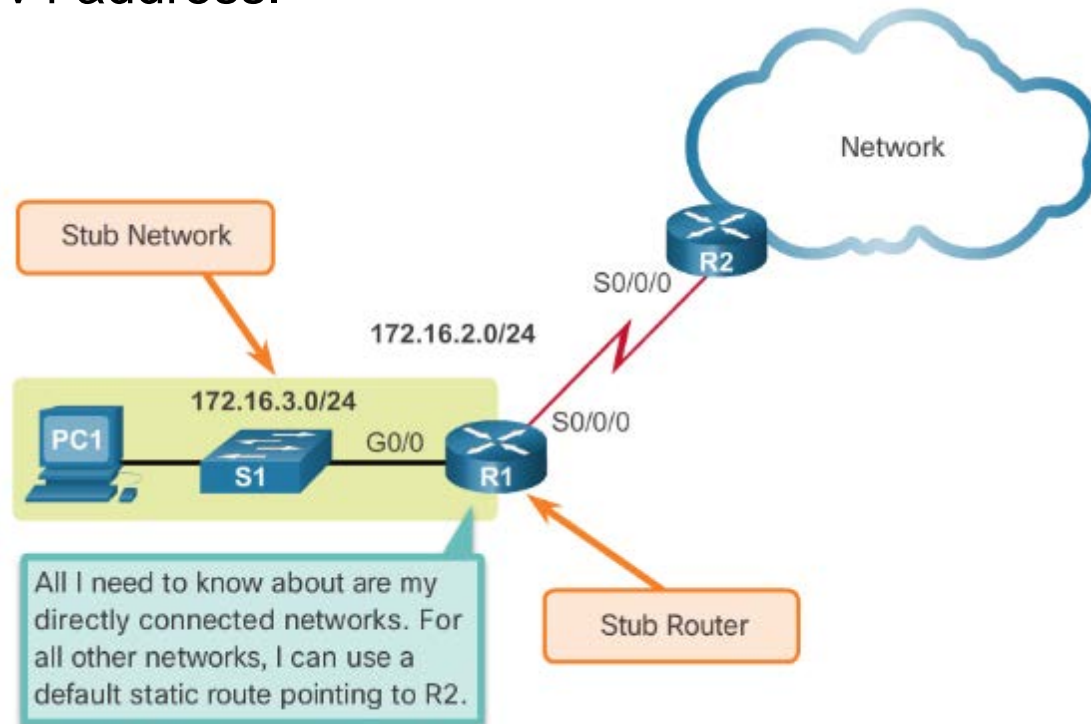 v4 address.
Network
Stub Network
R2
S0/0/0
172.16.2.0/24
172.16.3.0/24
S0/0/0
PC1
G0/0
S1
R1
All I need to know about are my
directly connected networks. For
all other networks, I can use a
default static route pointing to R2.
Stub Router